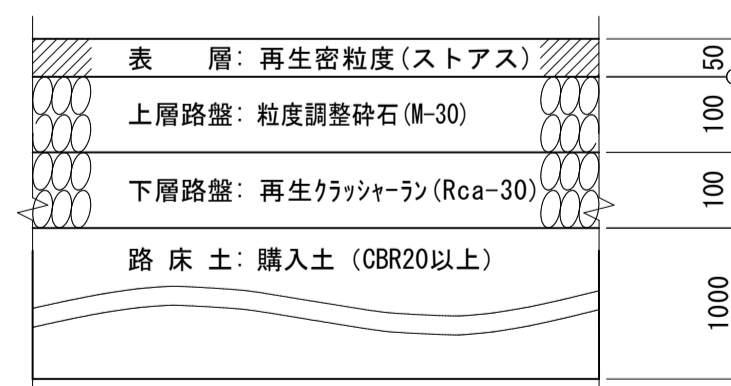 表　　層：再生密粒度(ストアス)
50
上層路盤：粒度調整砕石(M-30)
100
下層路盤：再生ｸﾗｯｼｬｰﾗﾝ(Rca-30)
100
路 床 土：購入土（CBR20以上）
1000